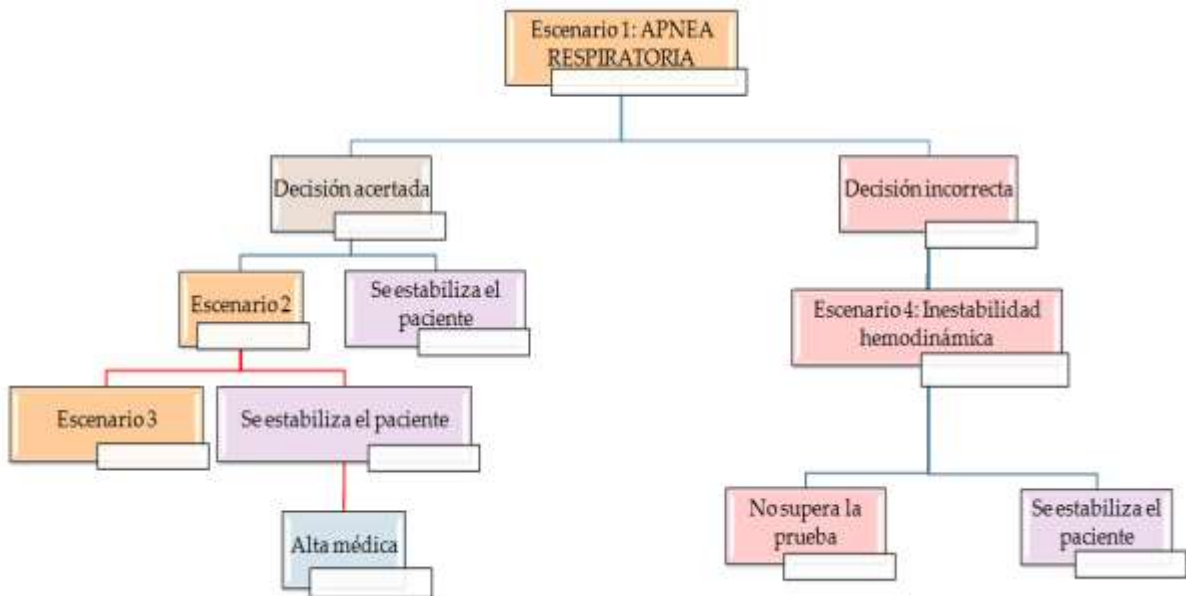 Escenario 1: APNEA
RESPIRATORIA
Decisión acertada
Decisión incorrecta
Escenario 2
Se estabiliza el
paciente
Escenario 4: Inestabilidad
hemodinámica
Escenario 3
Se estabiliza el paciente
No supera la
prueba
Se estabiliza el
paciente
Alta médica